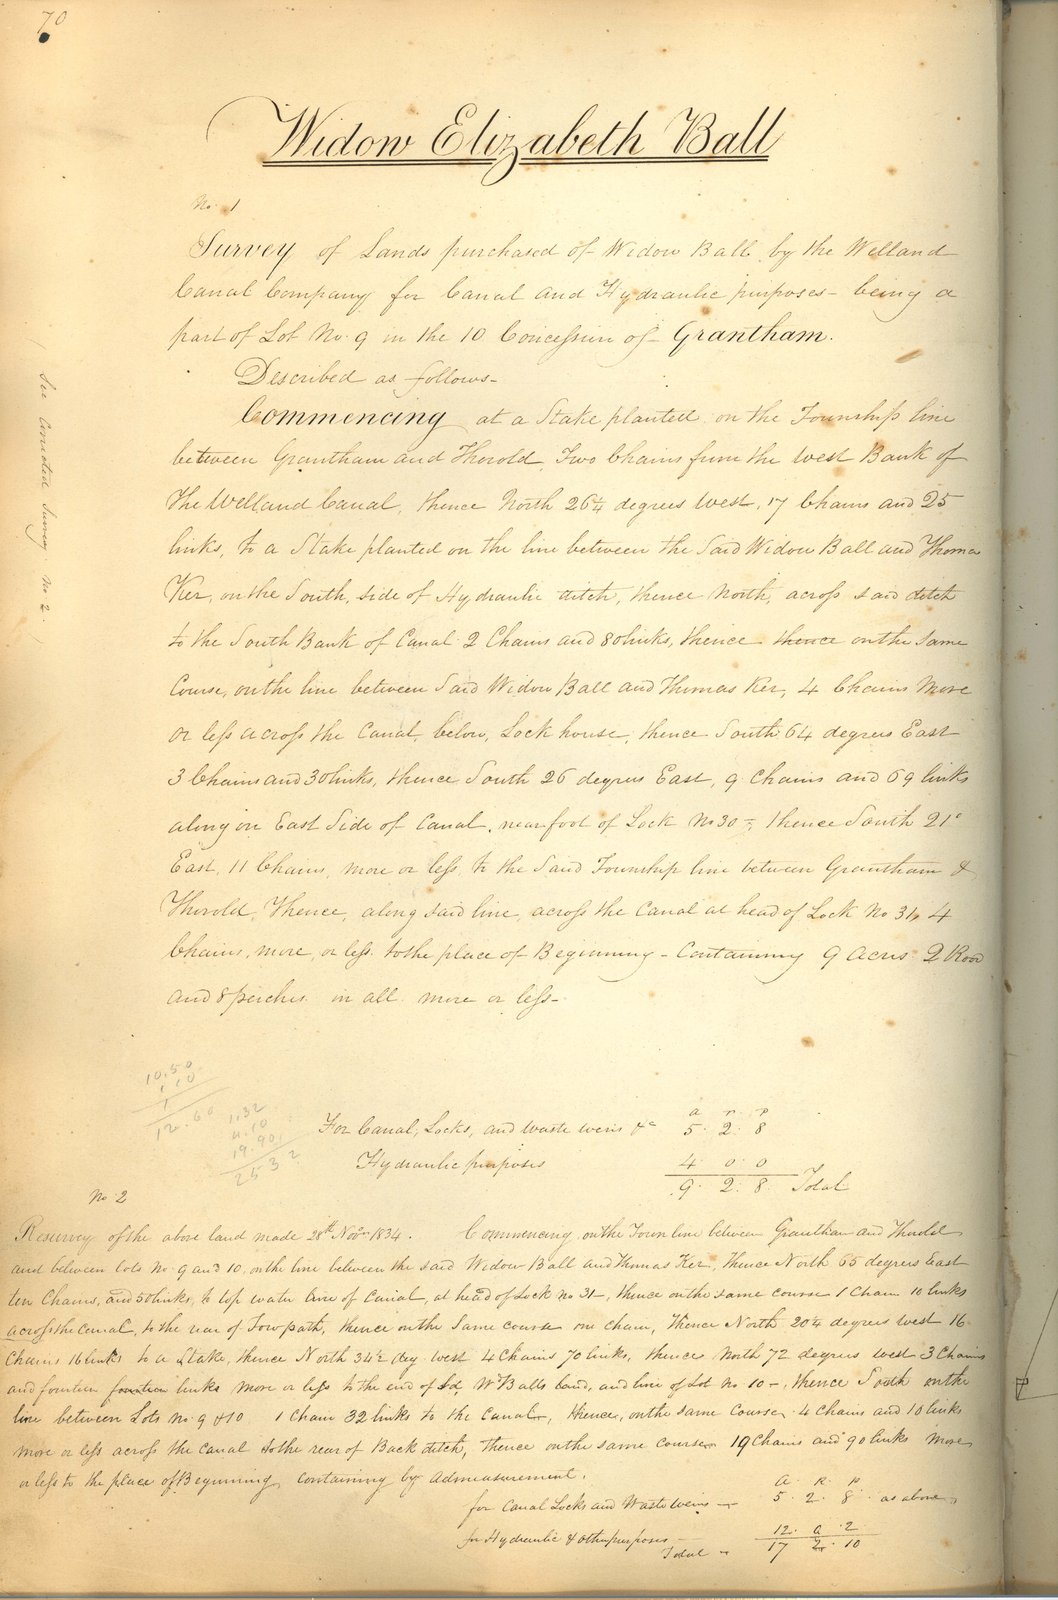 70
Widow Elizabeth Ball
No. 1
Survey of Lands purchased of Widow Ball by the Welland
Canal Company for Canal and Hydraulic purposes - being a
part of Lot No. 9 in the 10 Concession of Grantham.
Described as follows-
Commencing at a Stake planted on the Township line
between Grantham and Thorold, Two Chains from the West Bank of
the Welland Canal, thence North 26¼ degrees West, 17 Chains and 25
links, to a Stake planted on the line between the Said Widow Ball and Thomas
Ker, on the South, side of Hydraulic ditch, thence North, across said ditch
to the South Bank of Canal 2 Chains and 80 links, thence thence on the same
Course, on the line between Said Widow Ball and Thomas Ker, 4 Chains More
or less across the Canal, below, Lock house, thence South 64 degrees East
3 Chains and 30 links, thence South 26 degrees East, 9 Chains and 69 links
along on East Side of Canal, near foot of Lock No 30 -, thence South 21°
East, 11 Chains, more or less, to the Said Township line between Grantham &
Thorold, Thence, along said line, across the Canal at head of Lock No 31, 4
Chains, more, or less to the place of Beginning - Containing 9 Acres 2 Rood
and 8 perches in all more or less-
See Corrected Survey No 2.
10.50
1.10
1
12.60
1.32
4.10
19.90
25 3 2
a r p
For Canal, Locks, and waste weirs &c 5. 2. 8
Hydraulic purposes 4 0 0
9. 2. 8 Total
No 2
Resurvey of the above land made 28th Novr 1834. Commencing on the Town line between Grantham and Thorold
and between lots No. 9 and 10, on the line between the said Widow Ball and Thomas Ker, Thence North 65 degrees East
ten Chains, and 50 links, to top water line of Canal, at head of Lock No 31-, thence on the same course 1 Chain 10 links
across the Canal, to the rear of Towpath, thence on the Same course one chain, Thence North 20¼ degrees west 16
Chains 16 links to a Stake, thence North 34½ deg west 4 Chains 70 links, thence North 72 degrees west 3 Chains
and fourteen fourteen links more or less to the end of Sd. Ws Balls land, and line of Lot No 10 -, thence South on the
line between Lots No 9 & 10 1 Chain 32 links to the Canal, thence, on the same Course, 4 Chains and 10 links
more or less across the Canal to the rear of Back ditch, thence on the same course 19 Chains and 90 links More
or less to the place of Beginning, containing by admeasurement.
a R p
for Canal Locks and Waste weirs - 5. 2. 8 as above,
for Hydraulic & other purposes - 12. 0. 2
Total - 17 2. 10